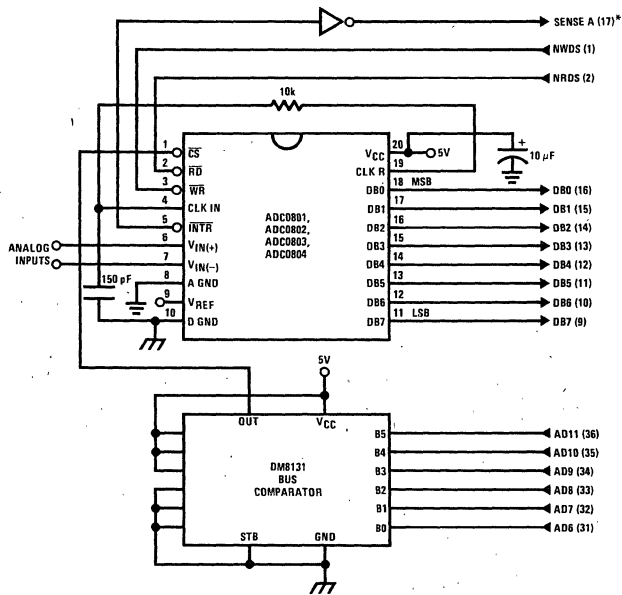 SENSE A (17)*
NWDS (1)
NRDS (2)
10k
1 CS
2 RD
3 WR
4 CLK IN
5 INTR
6 VIN(+)
7 VIN(−)
8 A GND
9 VREF
10 D GND
ANALOG
INPUTS
150 pF
ADC0801,
ADC0802,
ADC0803,
ADC0804
VCC 20
5V
+
10 µF
CLK R 19
DB0 18 MSB DB0 (16)
DB1 17 DB1 (15)
DB2 16 DB2 (14)
DB3 15 DB3 (13)
DB4 14 DB4 (12)
DB5 13 DB5 (11)
DB6 12 DB6 (10)
DB7 11 LSB DB7 (9)
5V
OUT VCC
DM8131
BUS
COMPARATOR
B5 AD11 (36)
B4 AD10 (35)
B3 AD9 (34)
B2 AD8 (33)
B1 AD7 (32)
B0 AD6 (31)
STB GND